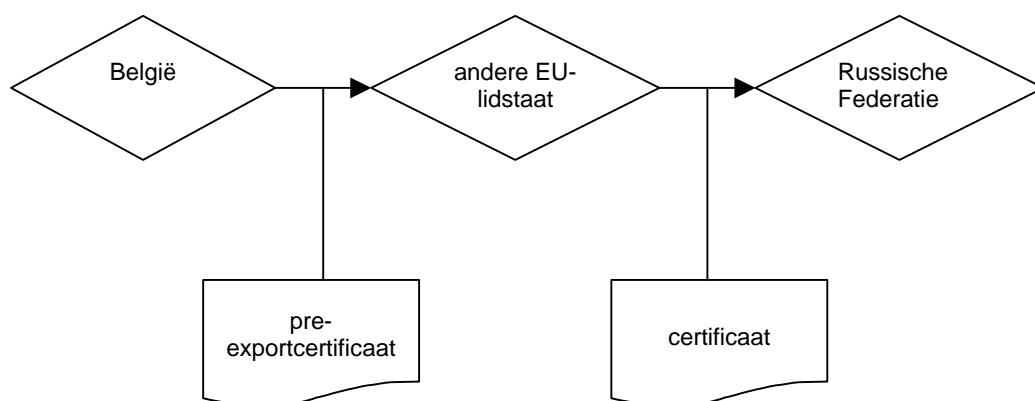 België
andere EU-
lidstaat
Russische
Federatie
pre-
exportcertificaat
certificaat